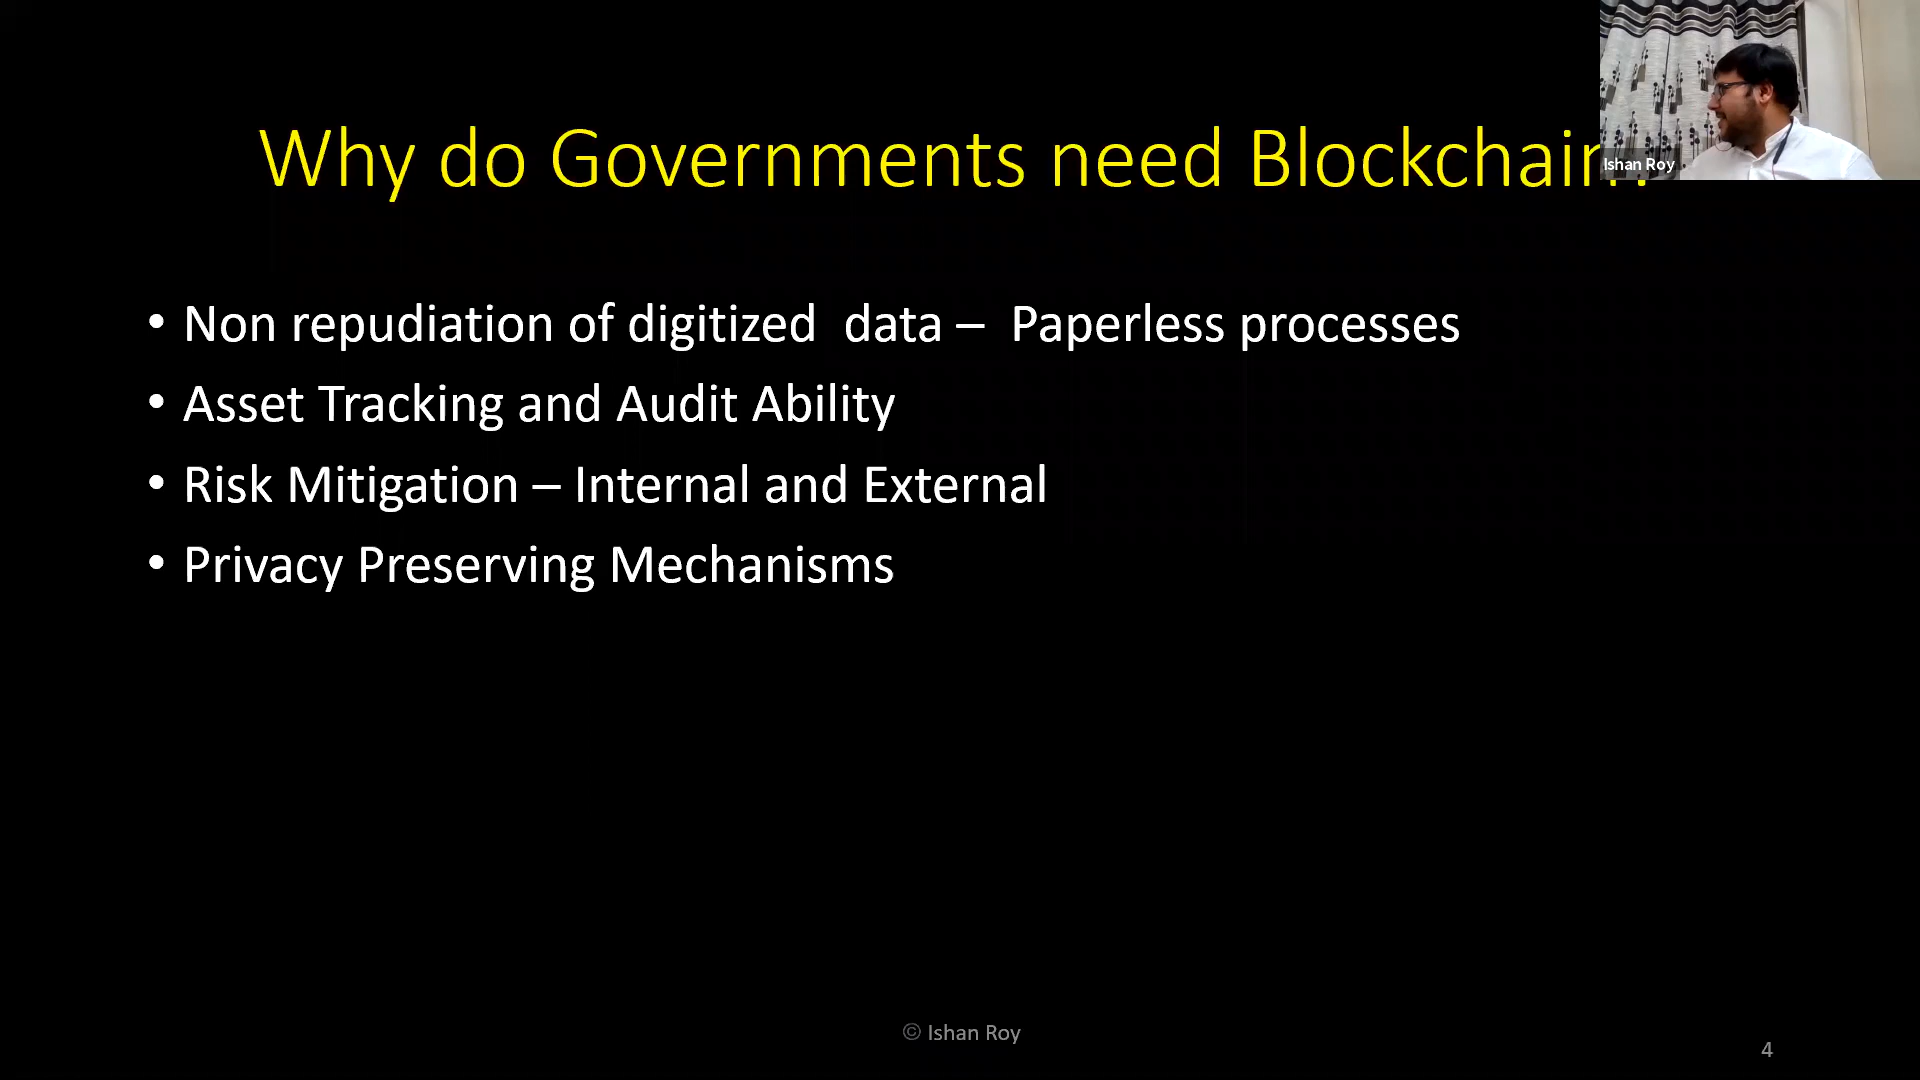 Why do Governments need Blockchain?
Ishan Roy
• Non repudiation of digitized  data –  Paperless processes
• Asset Tracking and Audit Ability
• Risk Mitigation – Internal and External
• Privacy Preserving Mechanisms
© Ishan Roy
4